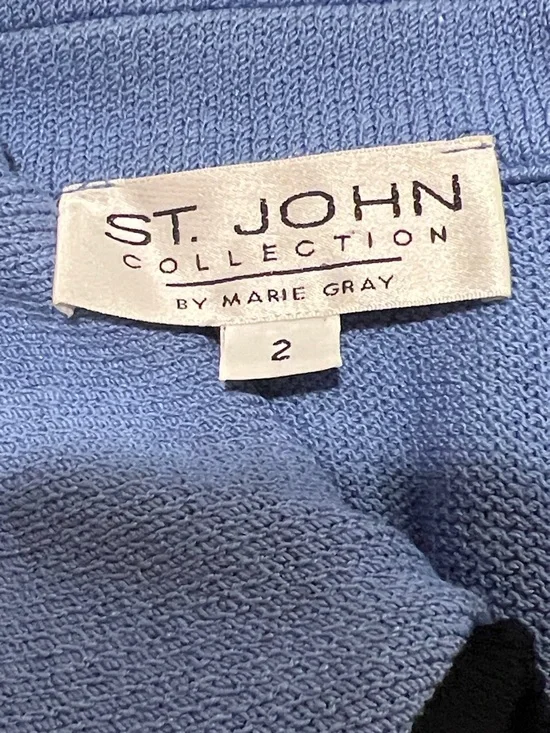 ST. JOHN
COLLECTION
BY MARIE GRAY
2